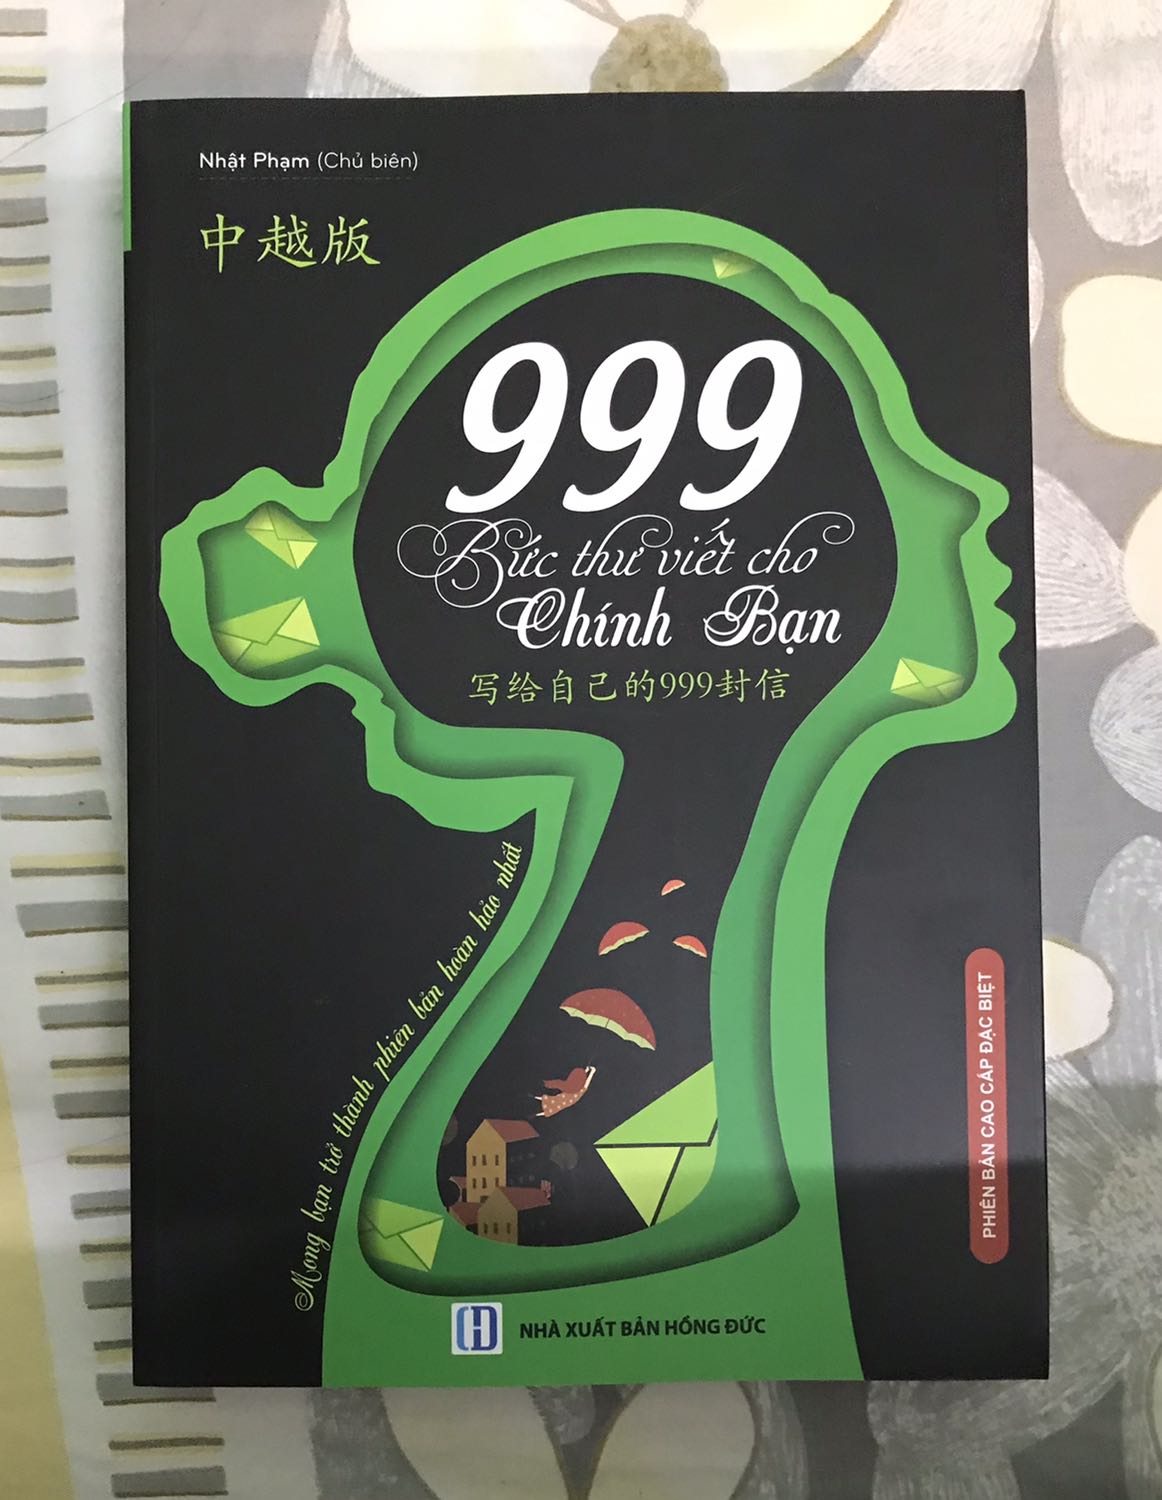 Nhật Phạm (Chủ biên)
中越版
999
Bức thư viết cho
Chính Bạn
写给自己的999封信
Mong bạn trở thành phiên bản hoàn hảo nhất
PHIÊN BẢN CAO CẤP ĐẶC BIỆT
NHÀ XUẤT BẢN HỒNG ĐỨC